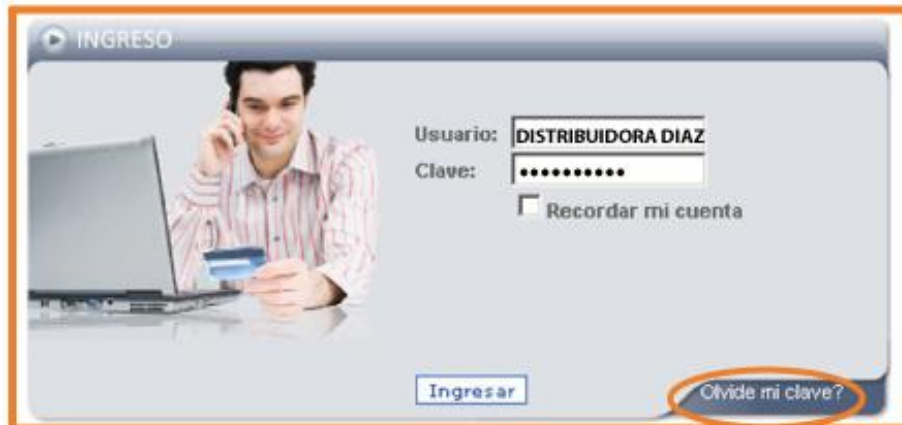 INGRESO
Usuario: DISTRIBUIDORA DIAZ
Clave: ••••••••••
Recordar mi cuenta
Ingresar
Olvide mi clave?